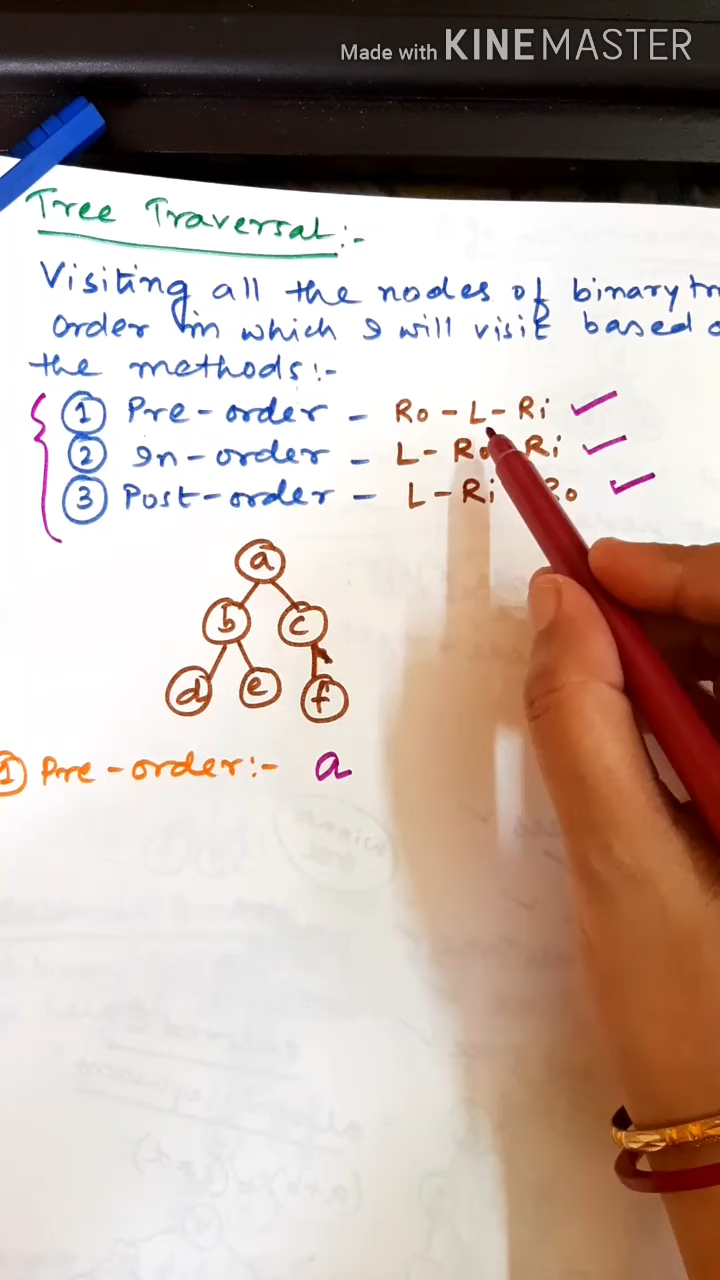 Made with KINEMASTER
Tree Traversal:-
Visiting all the nodes of binary tr
order in which I will visit based o
the methods:-
1 Pre-order - Ro - L - Ri ✓
2 In-order - L - Ro Ri ✓
3 Post-order - L - Ri Ro ✓
a
b c
d e f
1 Pre-order:- a